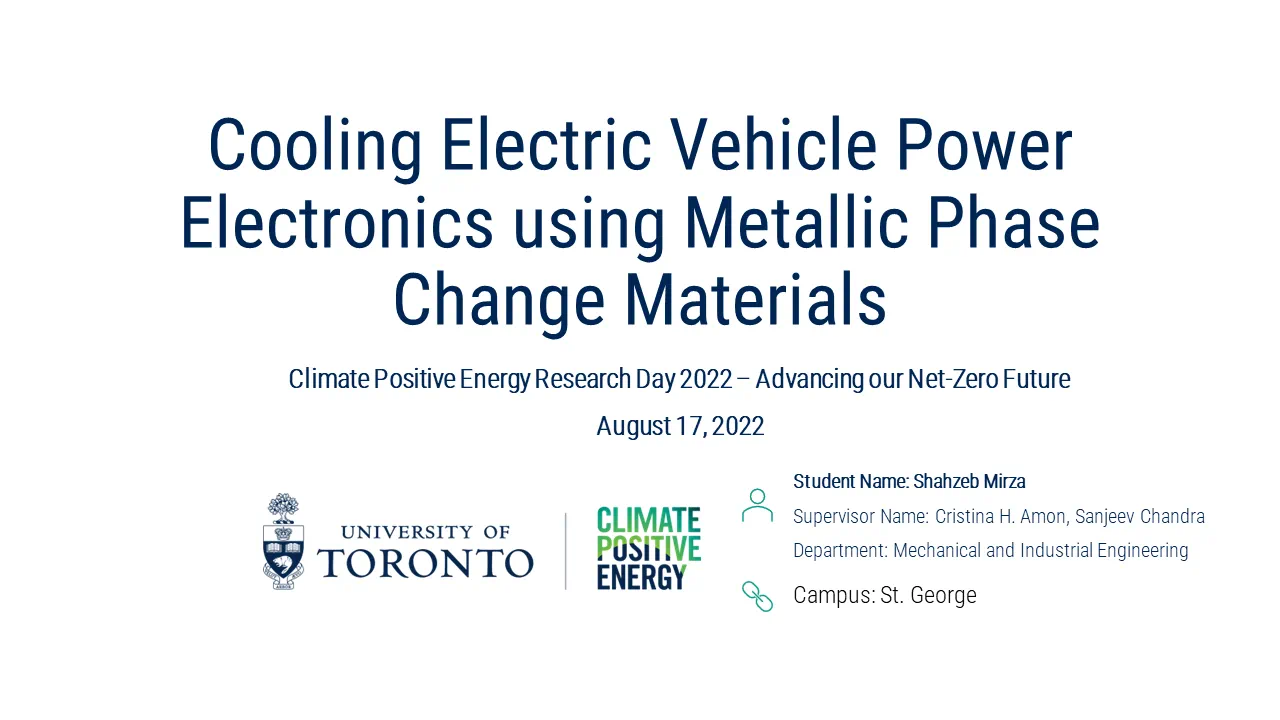 Cooling Electric Vehicle Power
Electronics using Metallic Phase
Change Materials
Climate Positive Energy Research Day 2022 – Advancing our Net-Zero Future
August 17, 2022
UNIVERSITY OF
TORONTO
CLIMATE
POSITIVE
ENERGY
Student Name: Shahzeb Mirza
Supervisor Name: Cristina H. Amon, Sanjeev Chandra
Department: Mechanical and Industrial Engineering
Campus: St. George